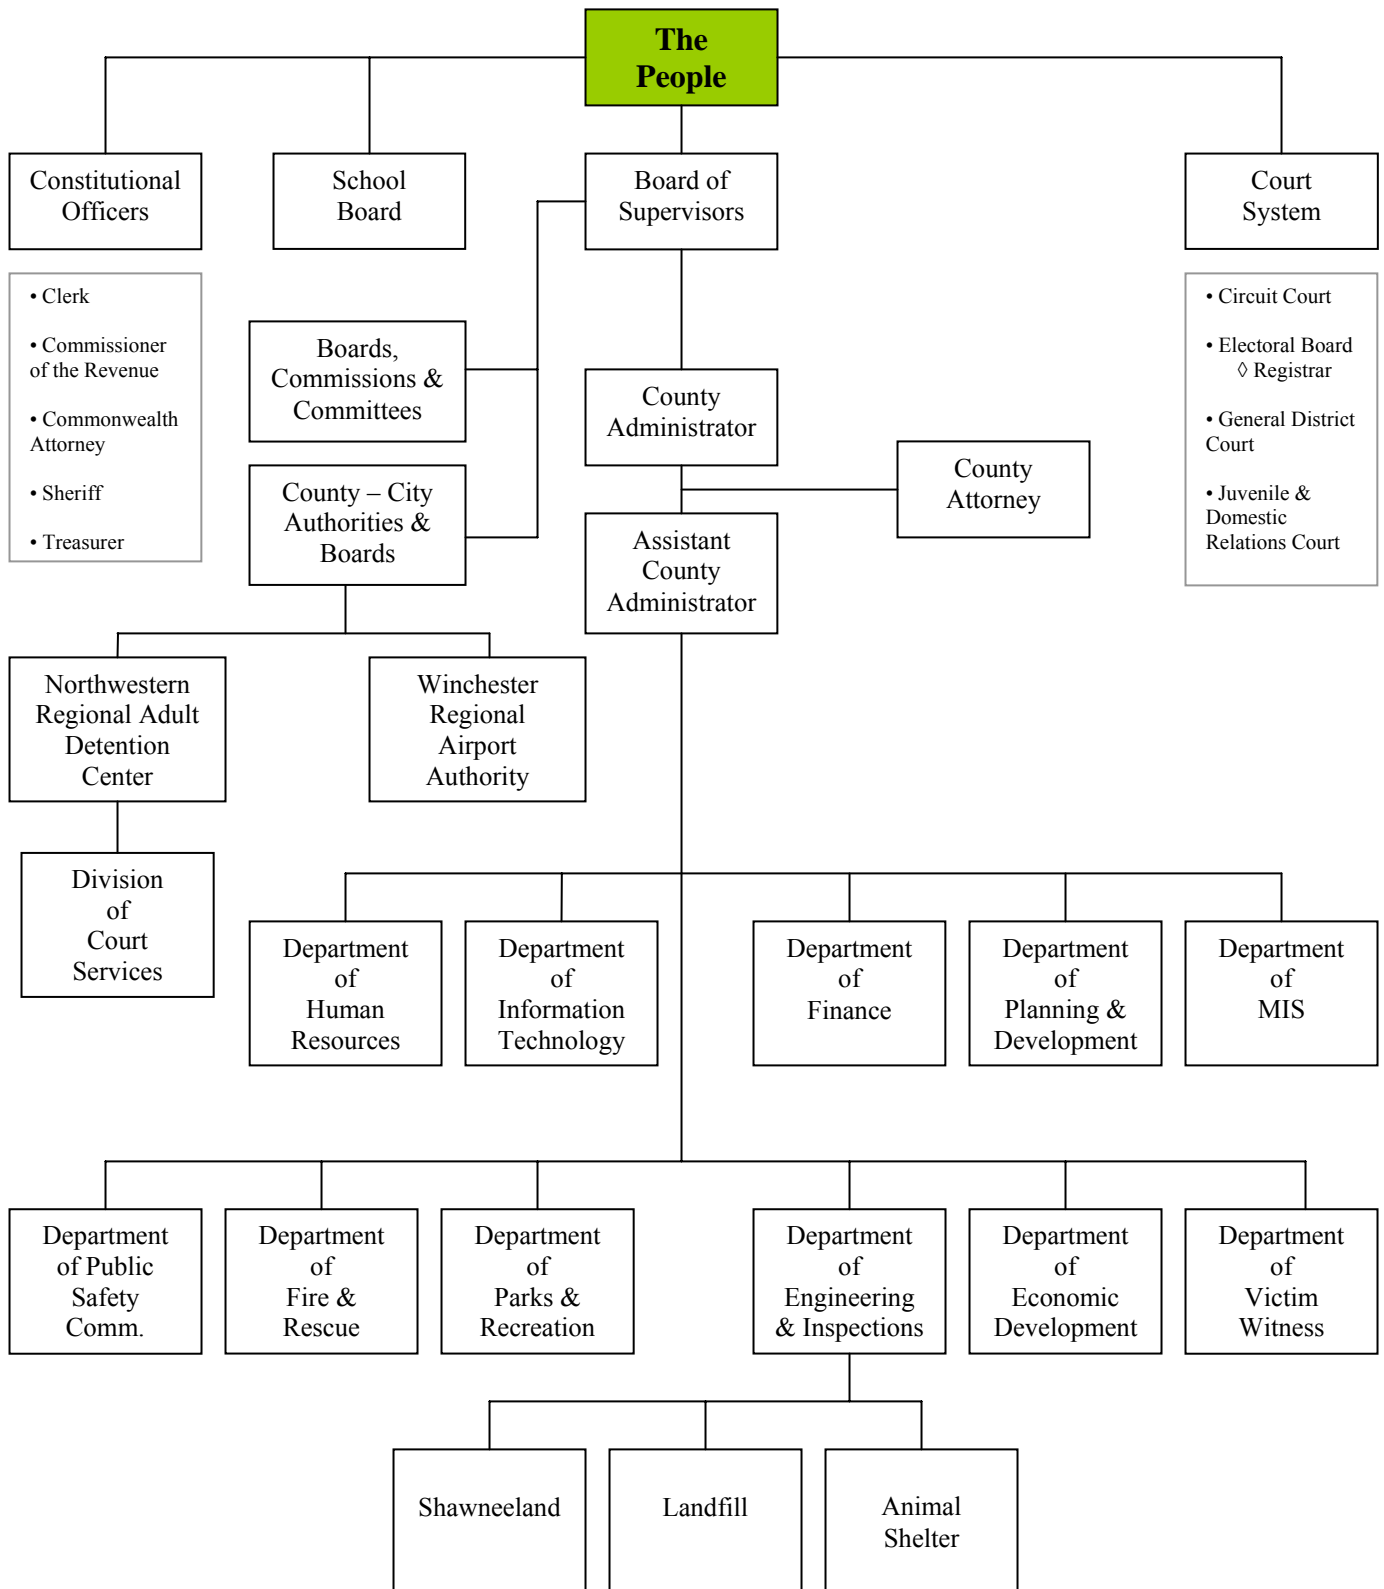 The
People
Constitutional
Officers
School
Board
Board of
Supervisors
Court
System
• Clerk
• Commissioner
of the Revenue
• Commonwealth
Attorney
• Sheriff
• Treasurer
• Circuit Court
• Electoral Board
◊ Registrar
• General District
Court
• Juvenile &
Domestic
Relations Court
Boards,
Commissions &
Committees
County
Administrator
County
Attorney
County – City
Authorities &
Boards
Assistant
County
Administrator
Northwestern
Regional Adult
Detention
Center
Winchester
Regional
Airport
Authority
Division
of
Court
Services
Department
of
Human
Resources
Department
of
Information
Technology
Department
of
Finance
Department
of
Planning &
Development
Department
of
MIS
Department
of Public
Safety
Comm.
Department
of
Fire &
Rescue
Department
of
Parks &
Recreation
Department
of
Engineering
& Inspections
Department
of
Economic
Development
Department
of
Victim
Witness
Shawneeland
Landfill
Animal
Shelter